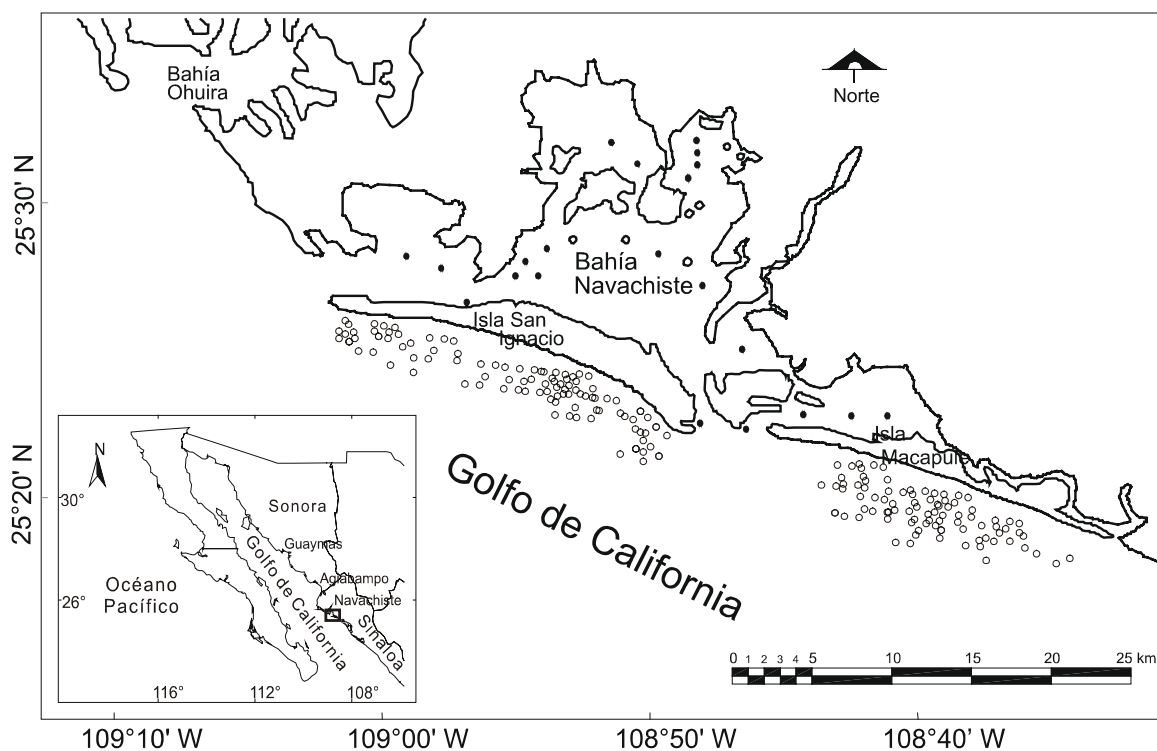 Bahía
Ohuira
Norte
25°30' N
Bahía
Navachiste
Isla San
Ignacio
Isla
Macapule
25°20' N
Golfo de California
N
30°
Sonora
Guaymas
Golfo de California
Agiabampo
Océano
Pacífico
Navachiste
26°
Sinaloa
116° 112° 108°
0 1 2 3 4 5 10 15 20 25 km
109°10' W 109°00' W 108°50' W 108°40' W